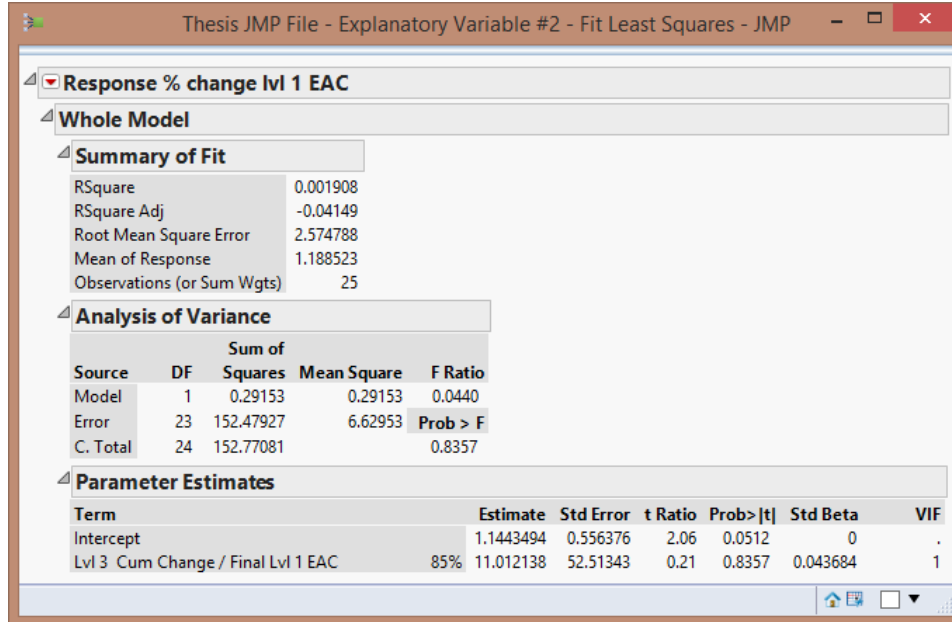 Thesis JMP File - Explanatory Variable #2 - Fit Least Squares - JMP
Response % change lvl 1 EAC
Whole Model
Summary of Fit
RSquare 0.001908
RSquare Adj -0.04149
Root Mean Square Error 2.574788
Mean of Response 1.188523
Observations (or Sum Wgts) 25
Analysis of Variance
Sum of
Source DF Squares Mean Square F Ratio
Model 1 0.29153 0.29153 0.0440
Error 23 152.47927 6.62953 Prob > F
C. Total 24 152.77081 0.8357
Parameter Estimates
Term Estimate Std Error t Ratio Prob>|t| Std Beta VIF
Intercept 1.1443494 0.556376 2.06 0.0512 0 .
Lvl 3 Cum Change / Final Lvl 1 EAC 85% 11.012138 52.51343 0.21 0.8357 0.043684 1